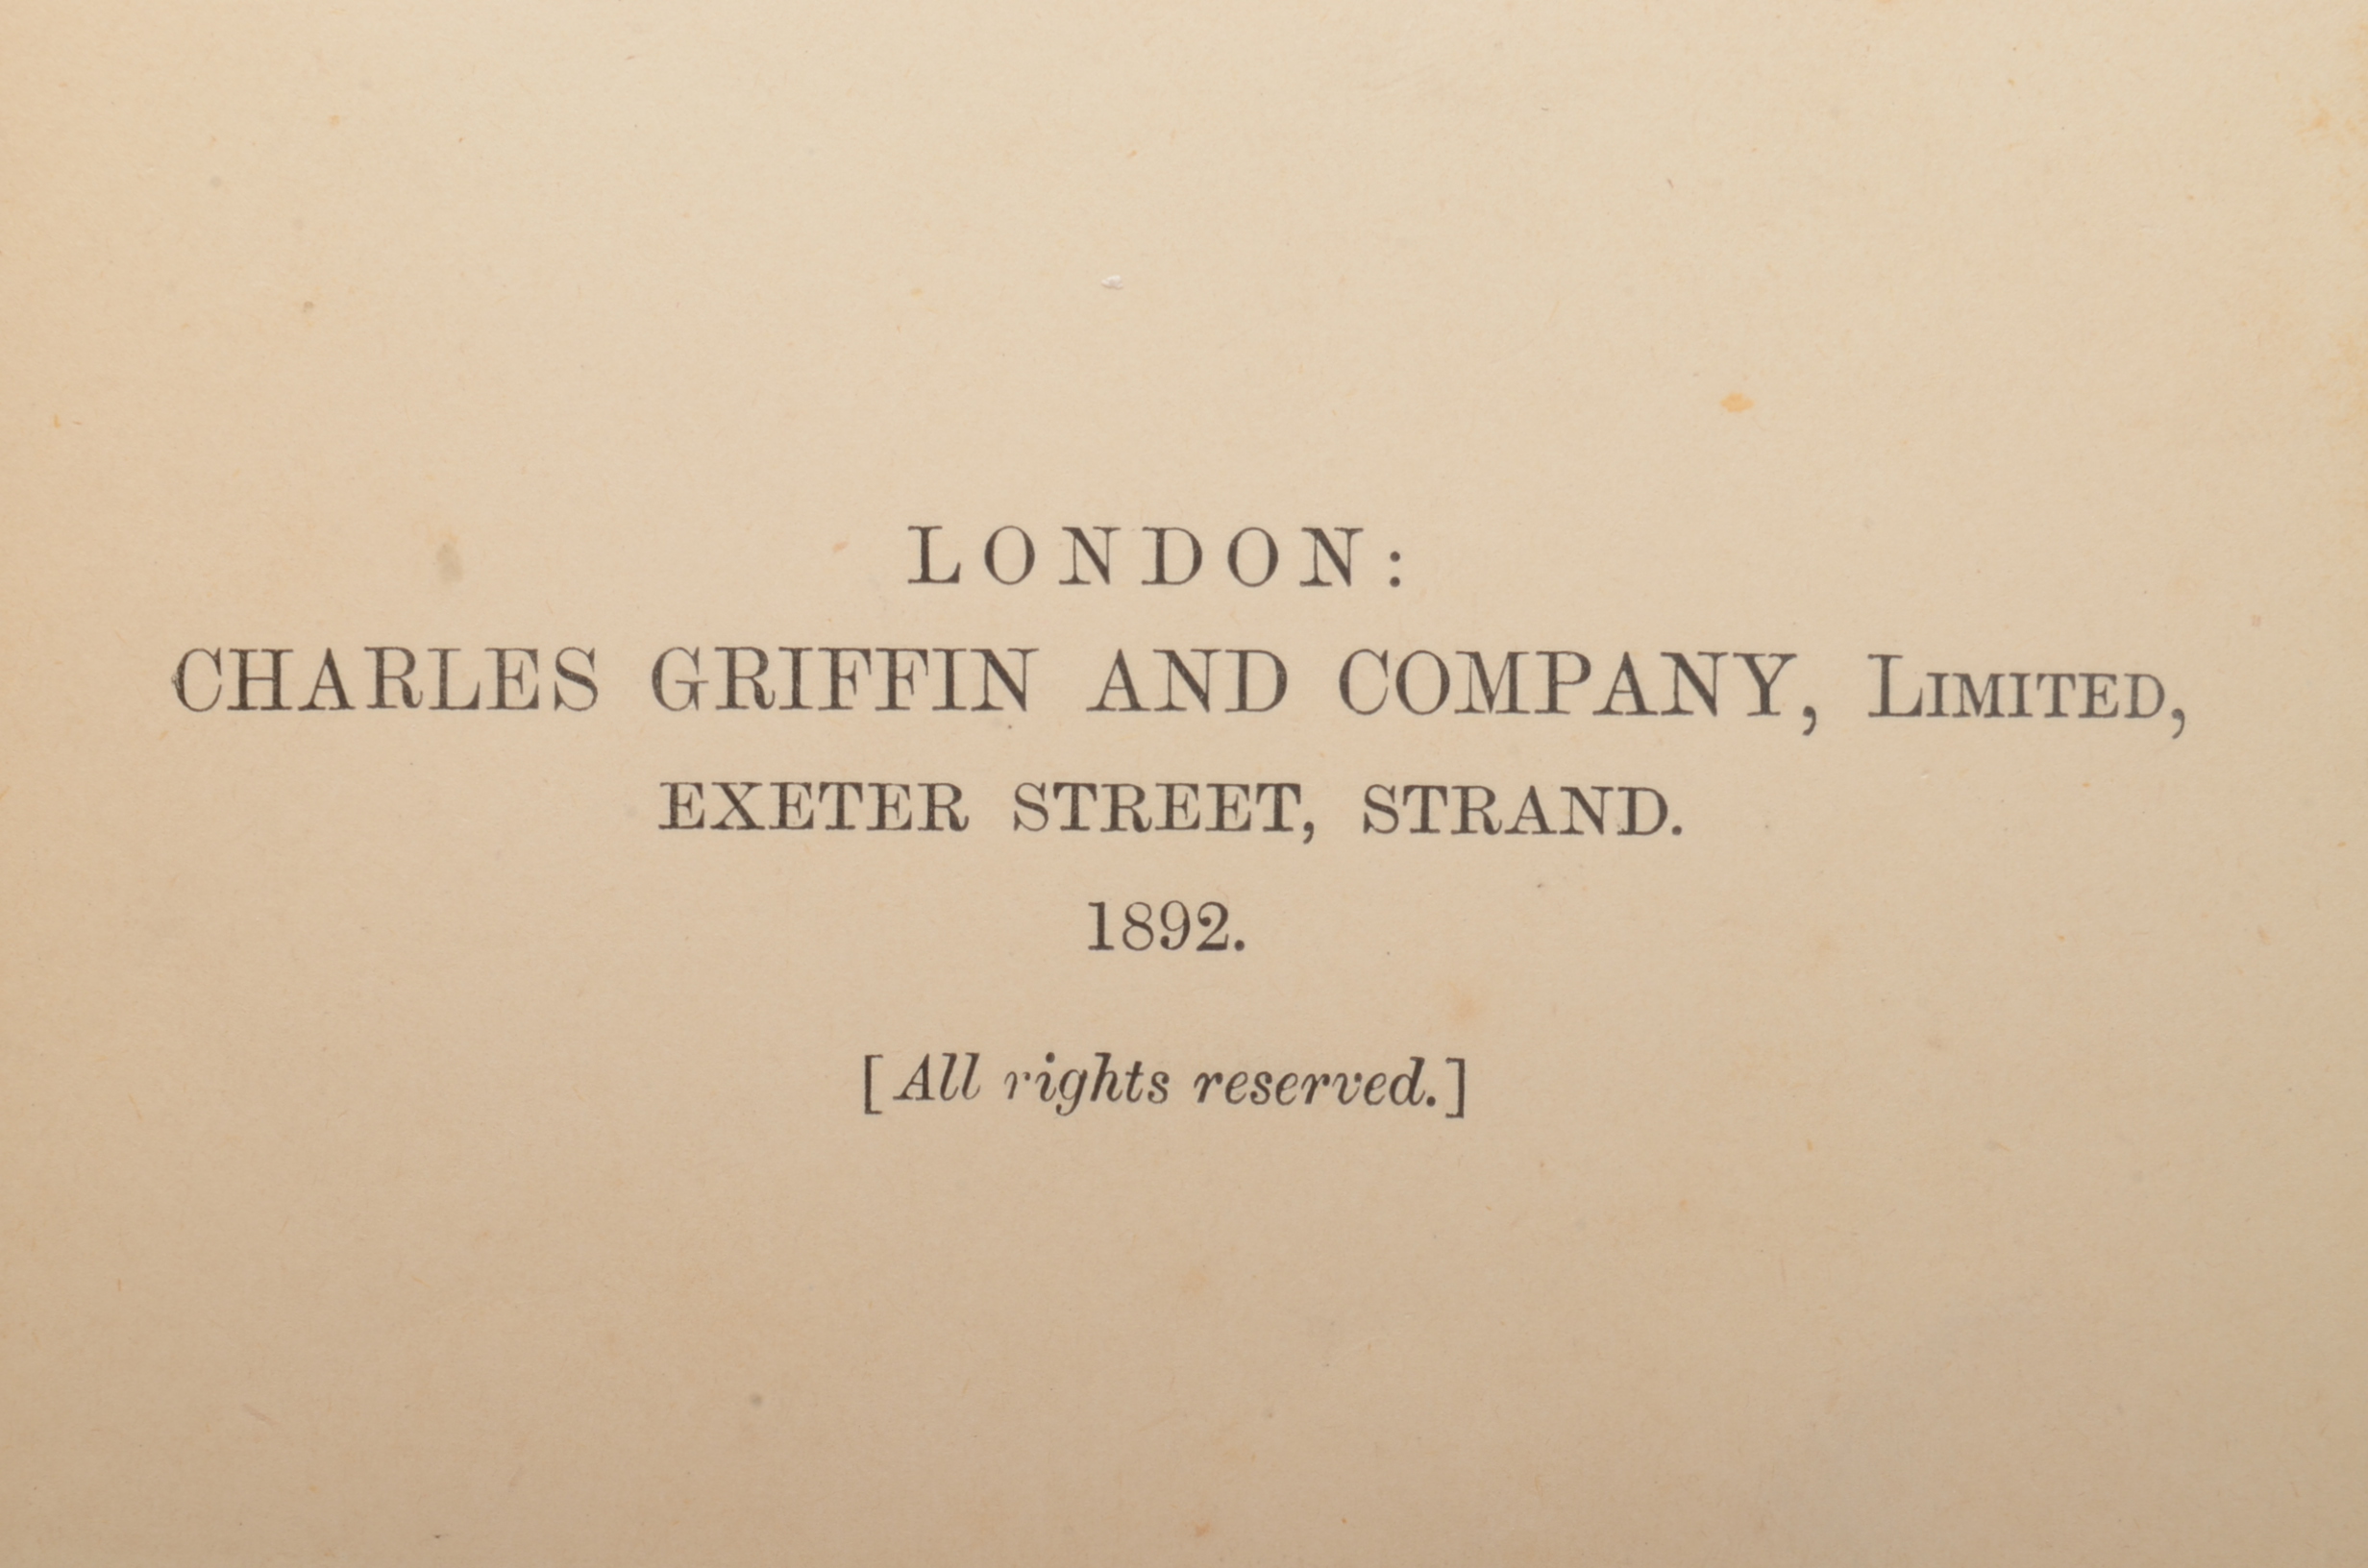 LONDON:
CHARLES GRIFFIN AND COMPANY, LIMITED,
EXETER STREET, STRAND.
1892.
[All rights reserved.]